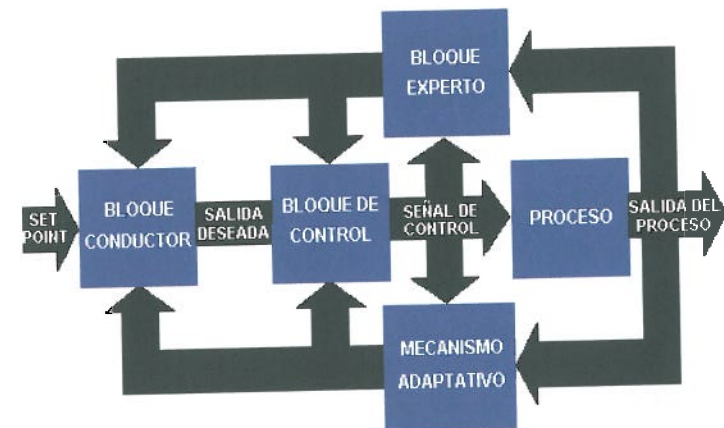 BLOQUE
EXPERTO
SET
POINT
BLOQUE
CONDUCTOR
SALIDA
DESEADA
BLOQUE DE
CONTROL
SEÑAL DE
CONTROL
PROCESO
SALIDA DEL
PROCESO
MECANISMO
ADAPTATIVO